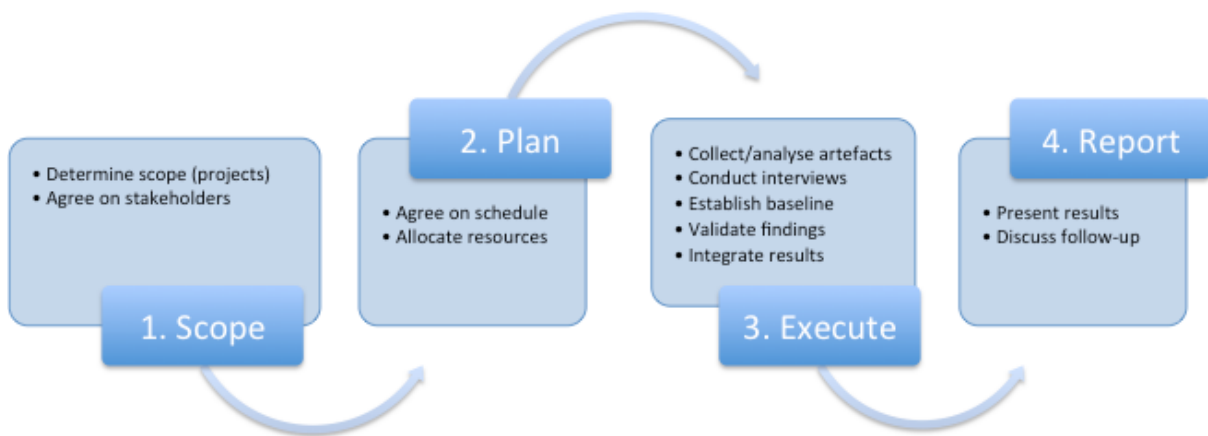 • Determine scope (projects)
• Agree on stakeholders
1. Scope
2. Plan
• Agree on schedule
• Allocate resources
• Collect/analyse artefacts
• Conduct interviews
• Establish baseline
• Validate findings
• Integrate results
3. Execute
4. Report
• Present results
• Discuss follow-up